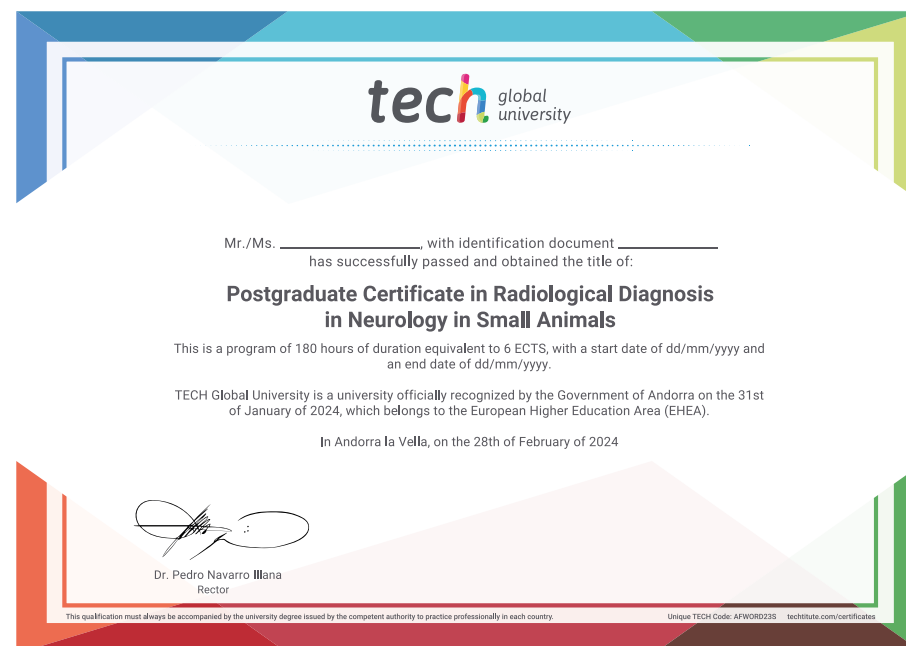 tech global university
Mr./Ms. ____________________, with identification document ______________
has successfully passed and obtained the title of:
Postgraduate Certificate in Radiological Diagnosis
in Neurology in Small Animals
This is a program of 180 hours of duration equivalent to 6 ECTS, with a start date of dd/mm/yyyy and
an end date of dd/mm/yyyy.
TECH Global University is a university officially recognized by the Government of Andorra on the 31st
of January of 2024, which belongs to the European Higher Education Area (EHEA).
In Andorra la Vella, on the 28th of February of 2024
Dr. Pedro Navarro Illana
Rector
This qualification must always be accompanied by the university degree issued by the competent authority to practice professionally in each country.
Unique TECH Code: AFWORD23S techtitute.com/certificates